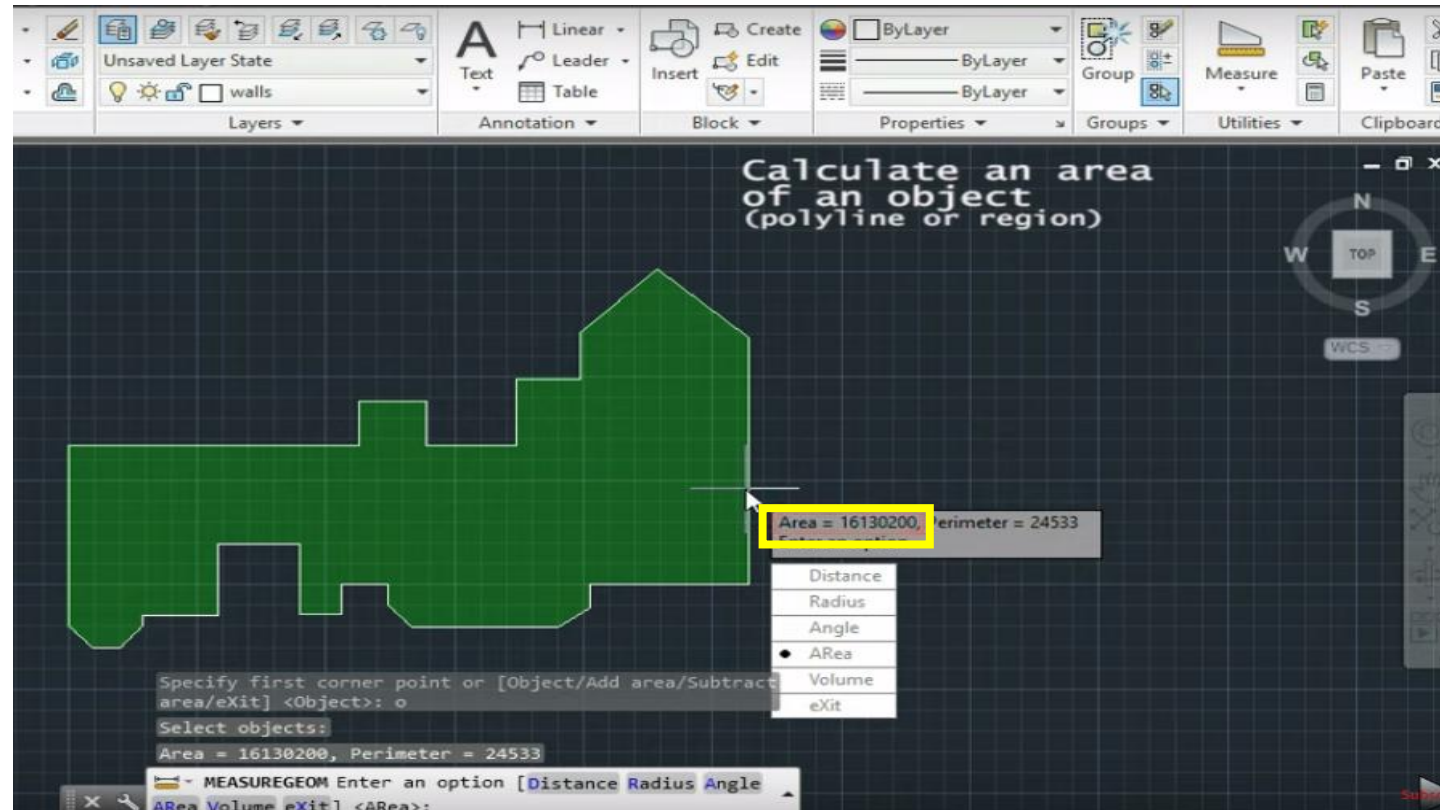 Linear
Create
ByLayer
Unsaved Layer State
Text
Leader
Insert
Edit
ByLayer
Group
Measure
Paste
walls
Table
ByLayer
Layers
Annotation
Block
Properties
Groups
Utilities
Clipboard
Calculate an area
of an object
(polyline or region)
N
W
TOP
E
S
WCS
Area = 16130200, Perimeter = 24533
Enter an option
Distance
Radius
Angle
ARea
Volume
eXit
Specify first corner point or [Object/Add area/Subtract
area/eXit] <Object>: o
Select objects:
Area = 16130200, Perimeter = 24533
MEASUREGEOM Enter an option [Distance Radius Angle
ARea Volume eXit] <ARea>: